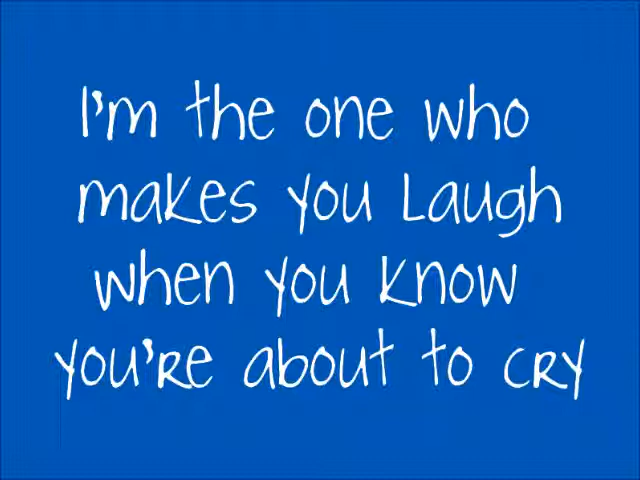 I'm the one who
makes you Laugh
when you know
you're about to cRy